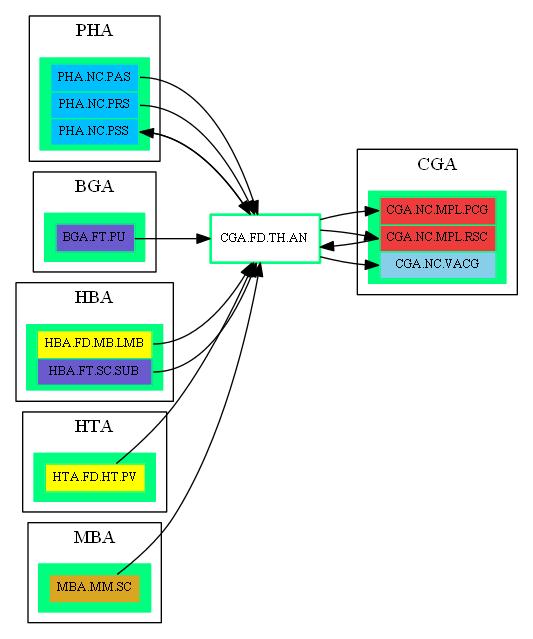 PHA
PHA.NC.PAS
PHA.NC.PRS
PHA.NC.PSS
BGA
BGA.FT.PU
HBA
HBA.FD.MB.LMB
HBA.FT.SC.SUB
HTA
HTA.FD.HT.PV
MBA
MBA.MM.SC
CGA.FD.TH.AN
CGA
CGA.NC.MPL.PCG
CGA.NC.MPL.RSC
CGA.NC.VACG